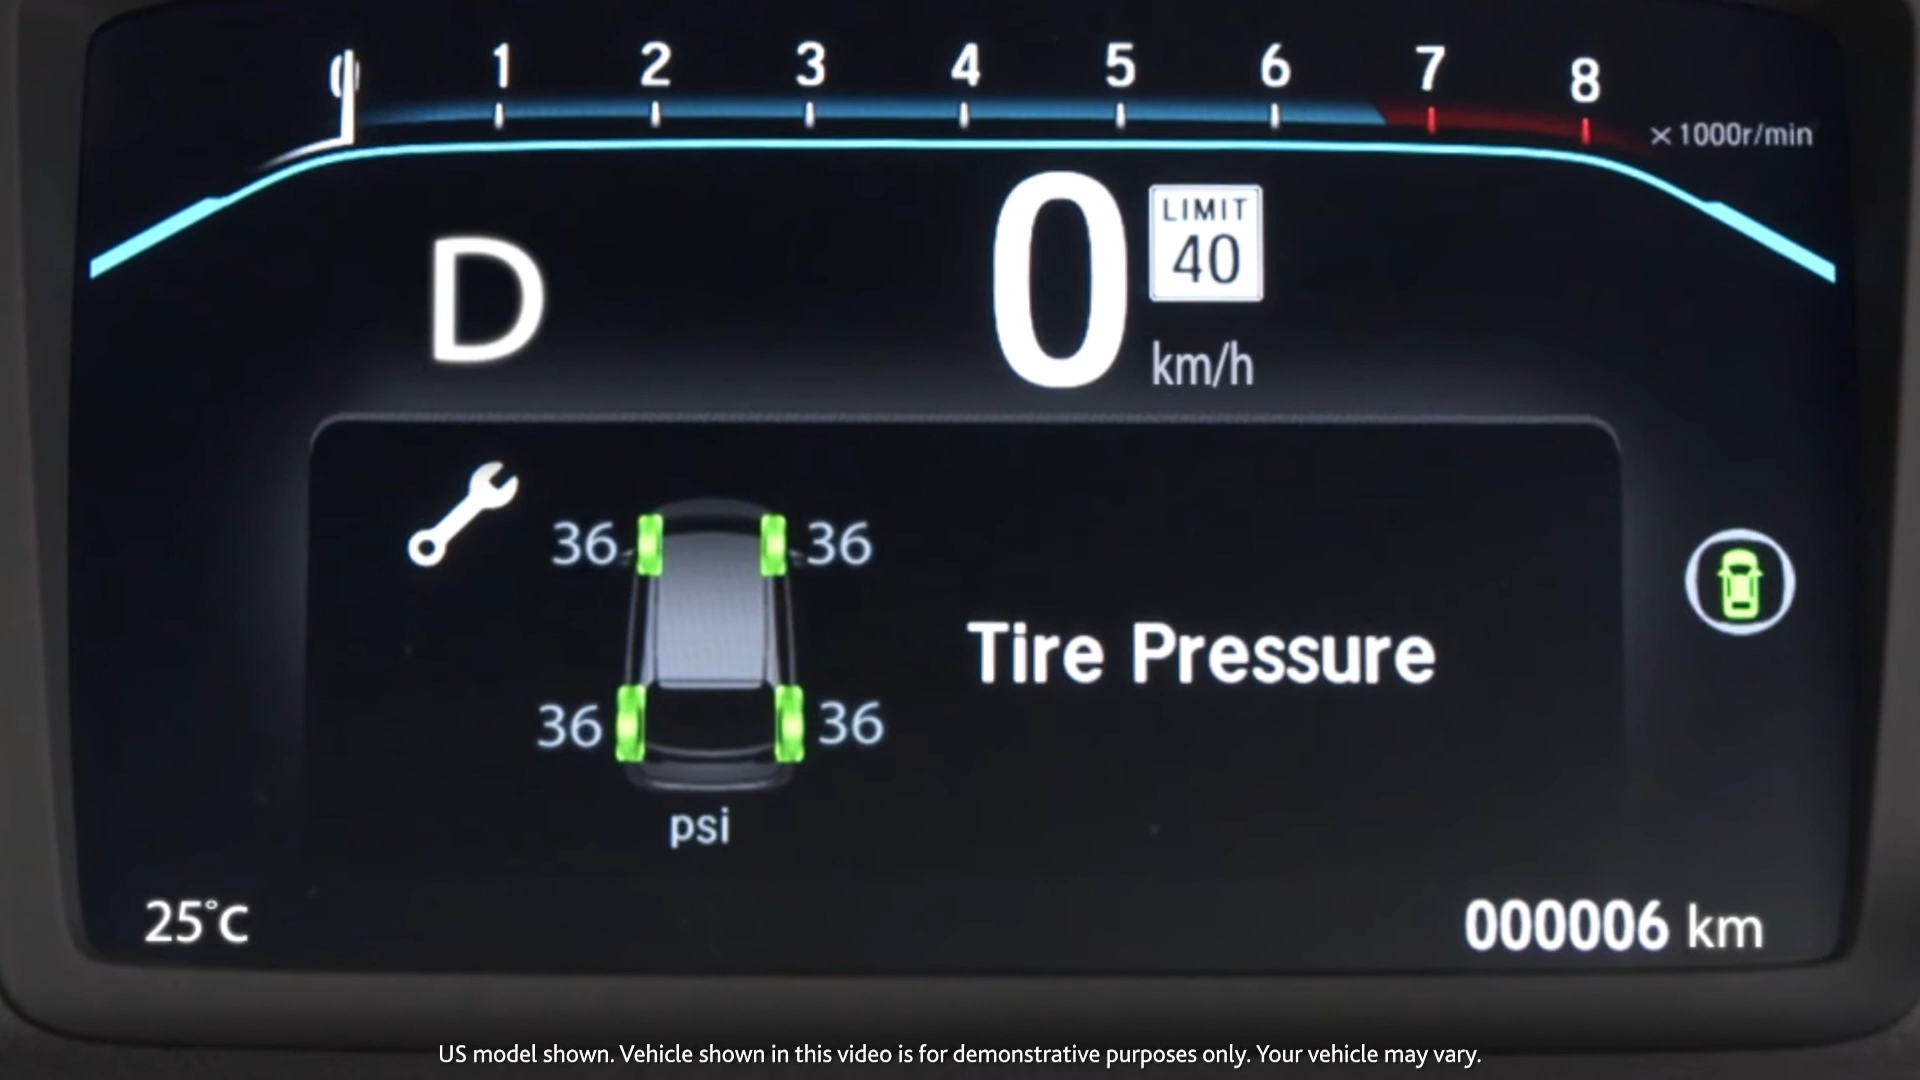 0 1 2 3 4 5 6 7 8
×1000r/min
D 0 LIMIT
40
km/h
36 36
Tire Pressure
36 36
psi
25°C 000006 km
US model shown. Vehicle shown in this video is for demonstrative purposes only. Your vehicle may vary.